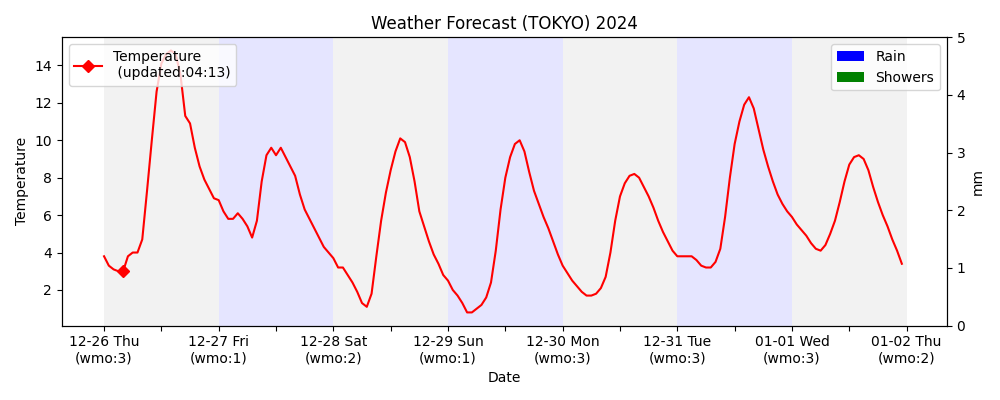 Weather Forecast (TOKYO) 2024
Temperature
(updated:04:13)
Rain
Showers
Temperature
14
12
10
8
6
4
2
5
4
3
2
1
0
mm
12-26 Thu
(wmo:3)
12-27 Fri
(wmo:1)
12-28 Sat
(wmo:2)
12-29 Sun
(wmo:1)
12-30 Mon
(wmo:3)
12-31 Tue
(wmo:3)
01-01 Wed
(wmo:3)
01-02 Thu
(wmo:2)
Date